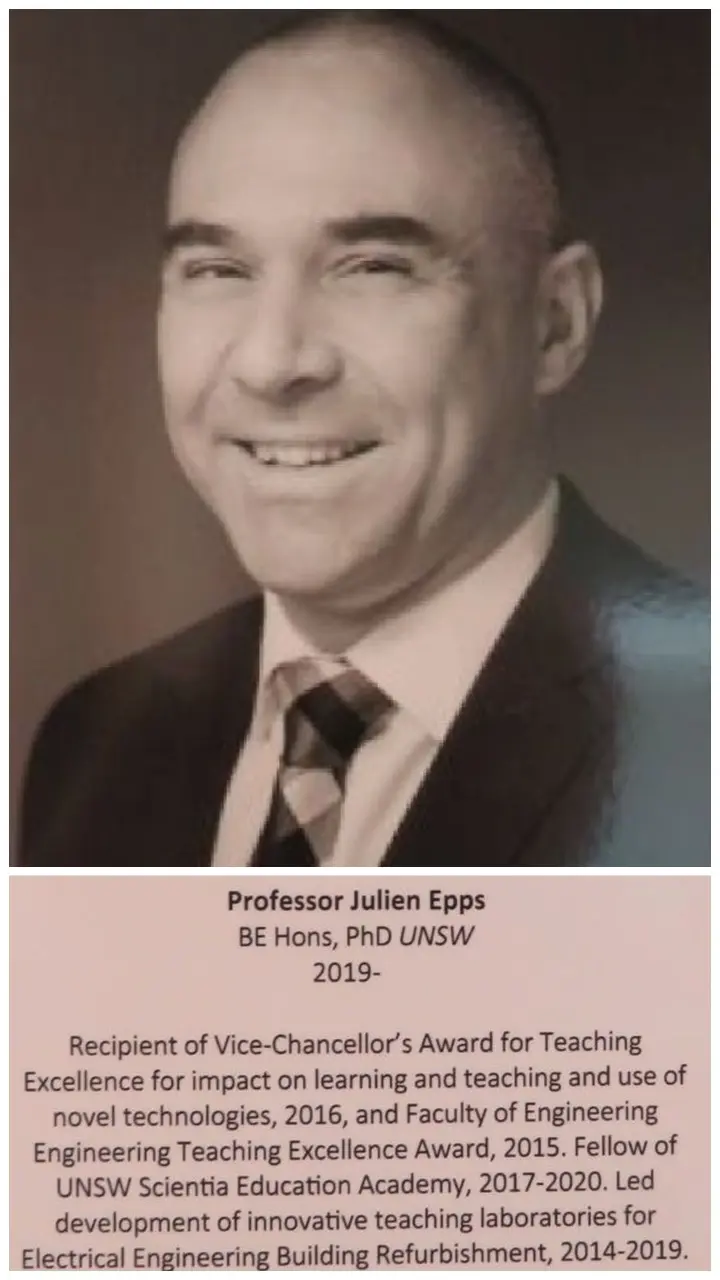 Professor Julien Epps
BE Hons, PhD UNSW
2019-
Recipient of Vice-Chancellor's Award for Teaching
Excellence for impact on learning and teaching and use of
novel technologies, 2016, and Faculty of Engineering
Engineering Teaching Excellence Award, 2015. Fellow of
UNSW Scientia Education Academy, 2017-2020. Led
development of innovative teaching laboratories for
Electrical Engineering Building Refurbishment, 2014-2019.